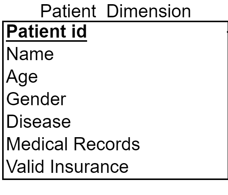 Patient Dimension
Patient id
Name
Age
Gender
Disease
Medical Records
Valid Insurance